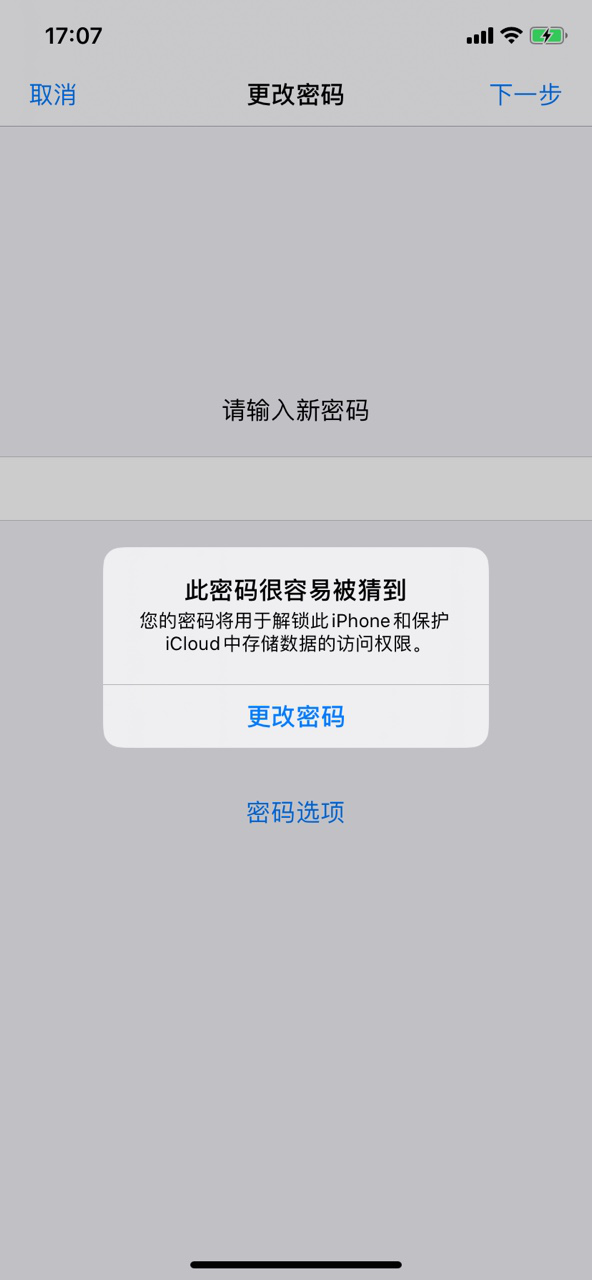 17:07
取消 更改密码 下一步
请输入新密码
此密码很容易被猜到
您的密码将用于解锁此iPhone和保护
iCloud中存储数据的访问权限。
更改密码
密码选项